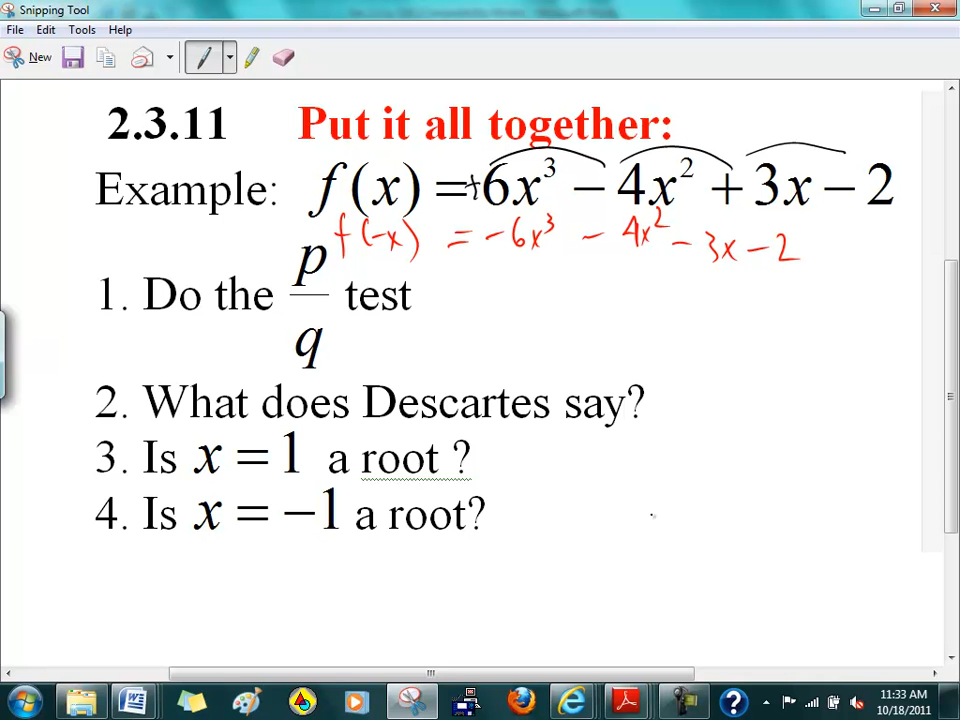 Snipping Tool
File Edit Tools Help
New
2.3.11 Put it all together:
Example: f(x) = +6x³ − 4x² + 3x − 2
f(-x) = -6x³ - 4x² - 3x - 2
1. Do the p/q test
2. What does Descartes say?
3. Is x = 1 a root ?
4. Is x = −1 a root?
11:33 AM
10/18/2011